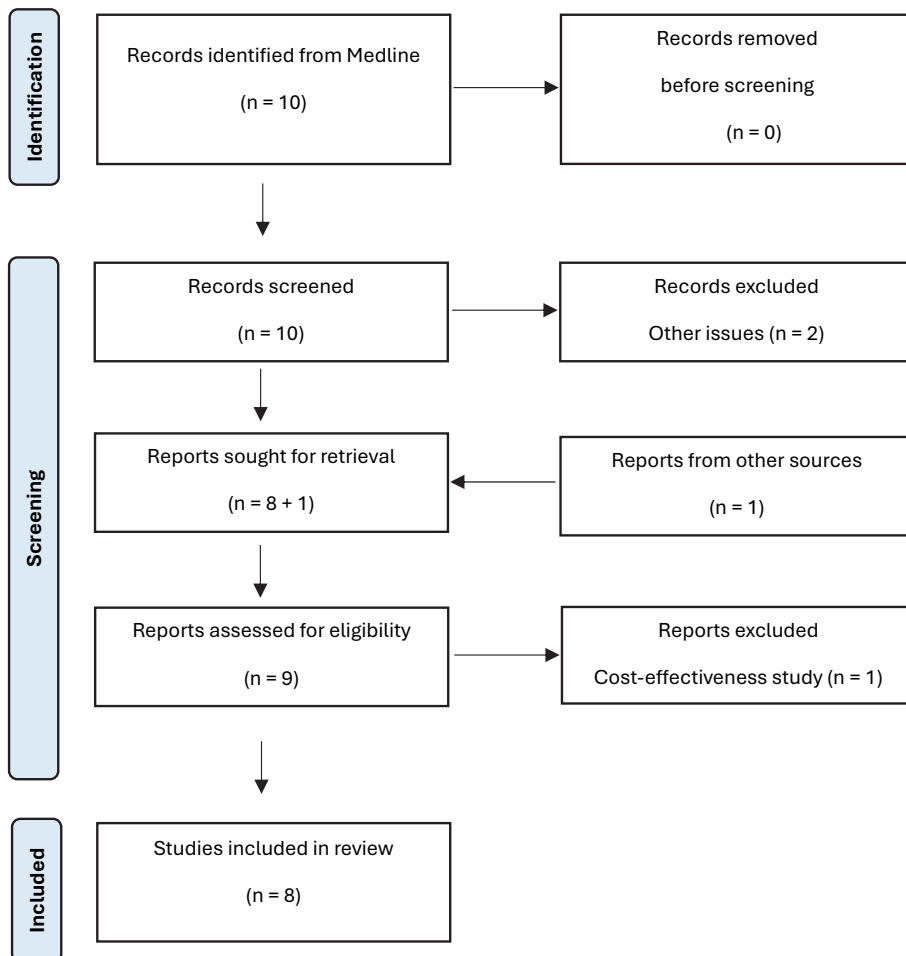 Identification
Records identified from Medline
(n = 10)
Records removed
before screening
(n = 0)
Screening
Records screened
(n = 10)
Records excluded
Other issues (n = 2)
Reports sought for retrieval
(n = 8 + 1)
Reports from other sources
(n = 1)
Reports assessed for eligibility
(n = 9)
Reports excluded
Cost-effectiveness study (n = 1)
Included
Studies included in review
(n = 8)